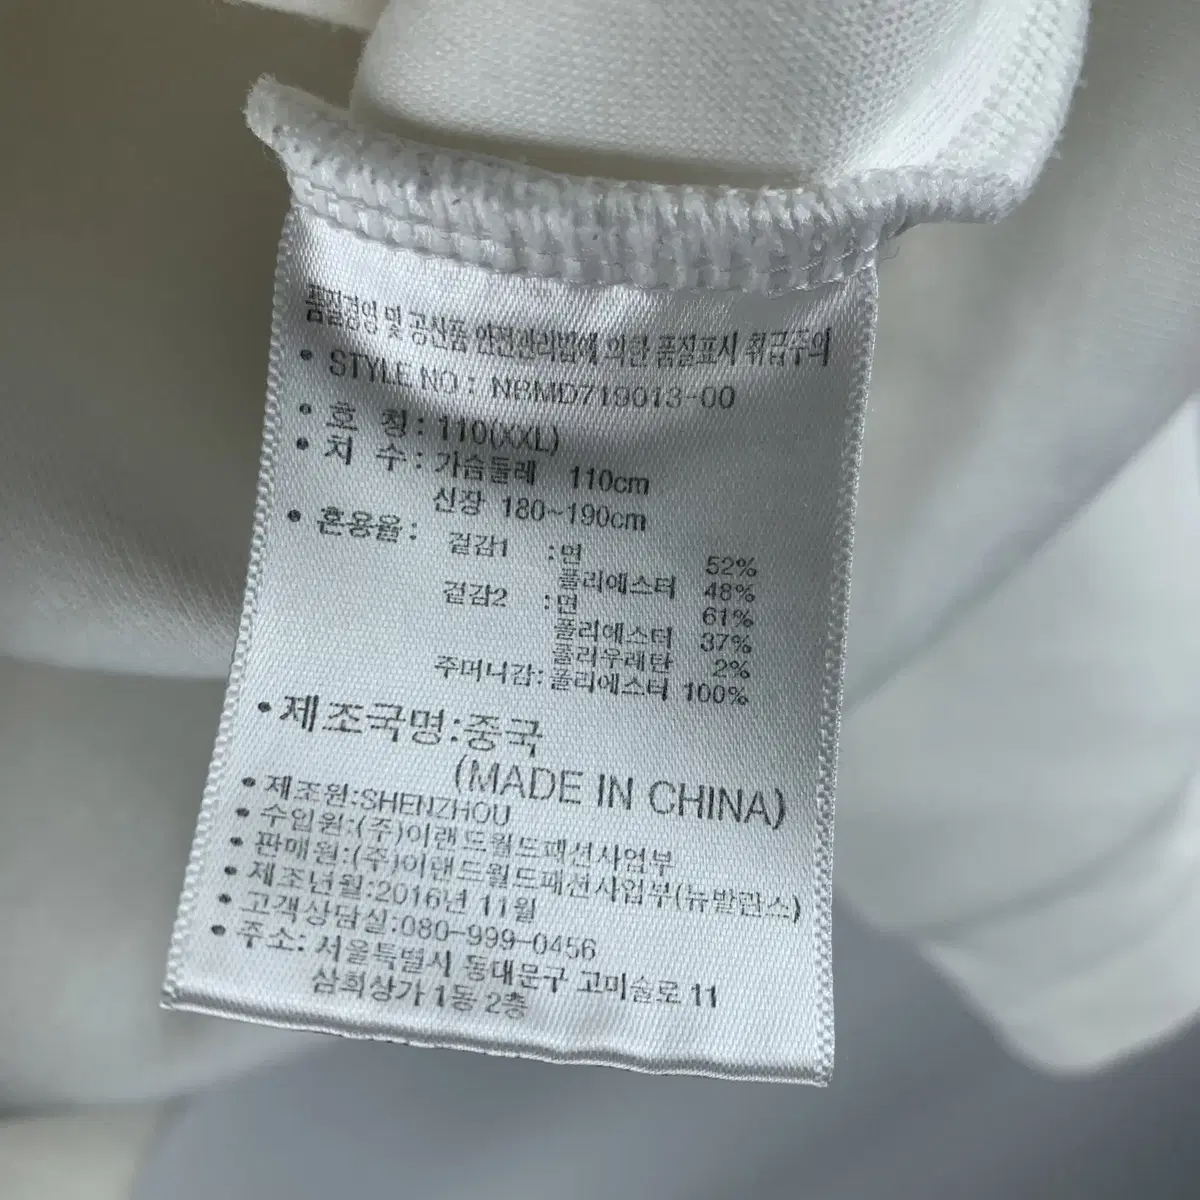 품질경영 및 공산품 안전관리법에 의한 품질표시 취급주의
• STYLE NO : NBMD719013-00
• 호 칭 : 110(XXL)
• 치 수 : 가슴둘레 110cm
신장 180~190cm
• 혼용율 : 겉감1 : 면 52%
폴리에스터 48%
겉감2 : 면 61%
폴리에스터 37%
폴리우레탄 2%
주머니감: 폴리에스터 100%
• 제조국명:중국
(MADE IN CHINA)
• 제조원:SHENZHOU
• 수입원:(주)이랜드월드패션사업부
• 판매원:(주)이랜드월드패션사업부(뉴발란스)
• 제조년월:2016년 11월
• 고객상담실:080-999-0456
• 주소: 서울특별시 동대문구 고미술로 11
삼희상가 1동 2층